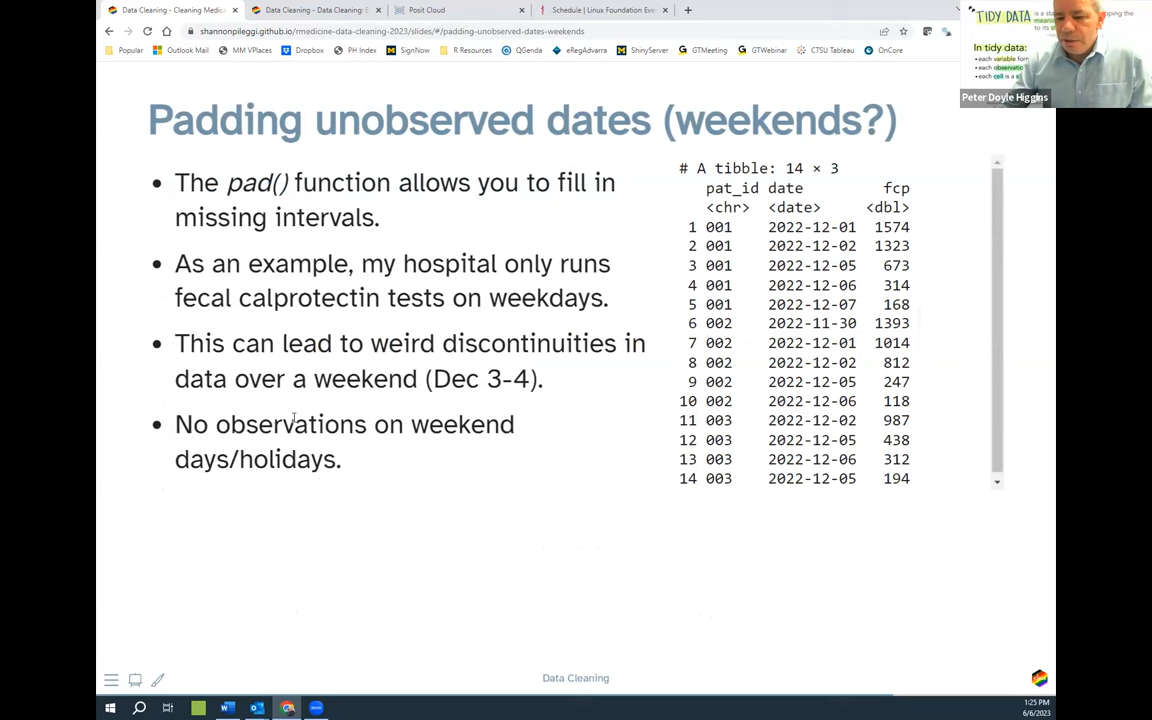 Data Cleaning - Cleaning Medic
Data Cleaning - Data Cleaning: E
Posit Cloud
Schedule | Linux Foundation Eve
shannonpileggi.github.io/medicine-data-cleaning-2023/slides/#/padding-unobserved-dates-weekends
Popular
Outlook Mail
MM VPlaces
Dropbox
PH Index
SignNow
R Resources
QMenta
eRegAdvarra
ShinyServer
GTMeeting
GTWebinar
CTSU Tableau
OnCore
TIDY DATA
In tidy data:
•each variable for
•each observatio
•each cell is a s
Peter Doyle Higgins
Padding unobserved dates (weekends?)
• The pad() function allows you to fill in
missing intervals.
• As an example, my hospital only runs
fecal calprotectin tests on weekdays.
• This can lead to weird discontinuities in
data over a weekend (Dec 3-4).
• No observations on weekend
days/holidays.
# A tibble: 14 × 3
pat_id date fcp
<chr> <date> <dbl>
1 001 2022-12-01 1574
2 001 2022-12-02 1323
3 001 2022-12-05 673
4 001 2022-12-06 314
5 001 2022-12-07 168
6 002 2022-11-30 1393
7 002 2022-12-01 1014
8 002 2022-12-02 812
9 002 2022-12-05 247
10 002 2022-12-06 118
11 003 2022-12-02 987
12 003 2022-12-05 438
13 003 2022-12-06 312
14 003 2022-12-05 194
Data Cleaning
1:25 PM
6/6/2023